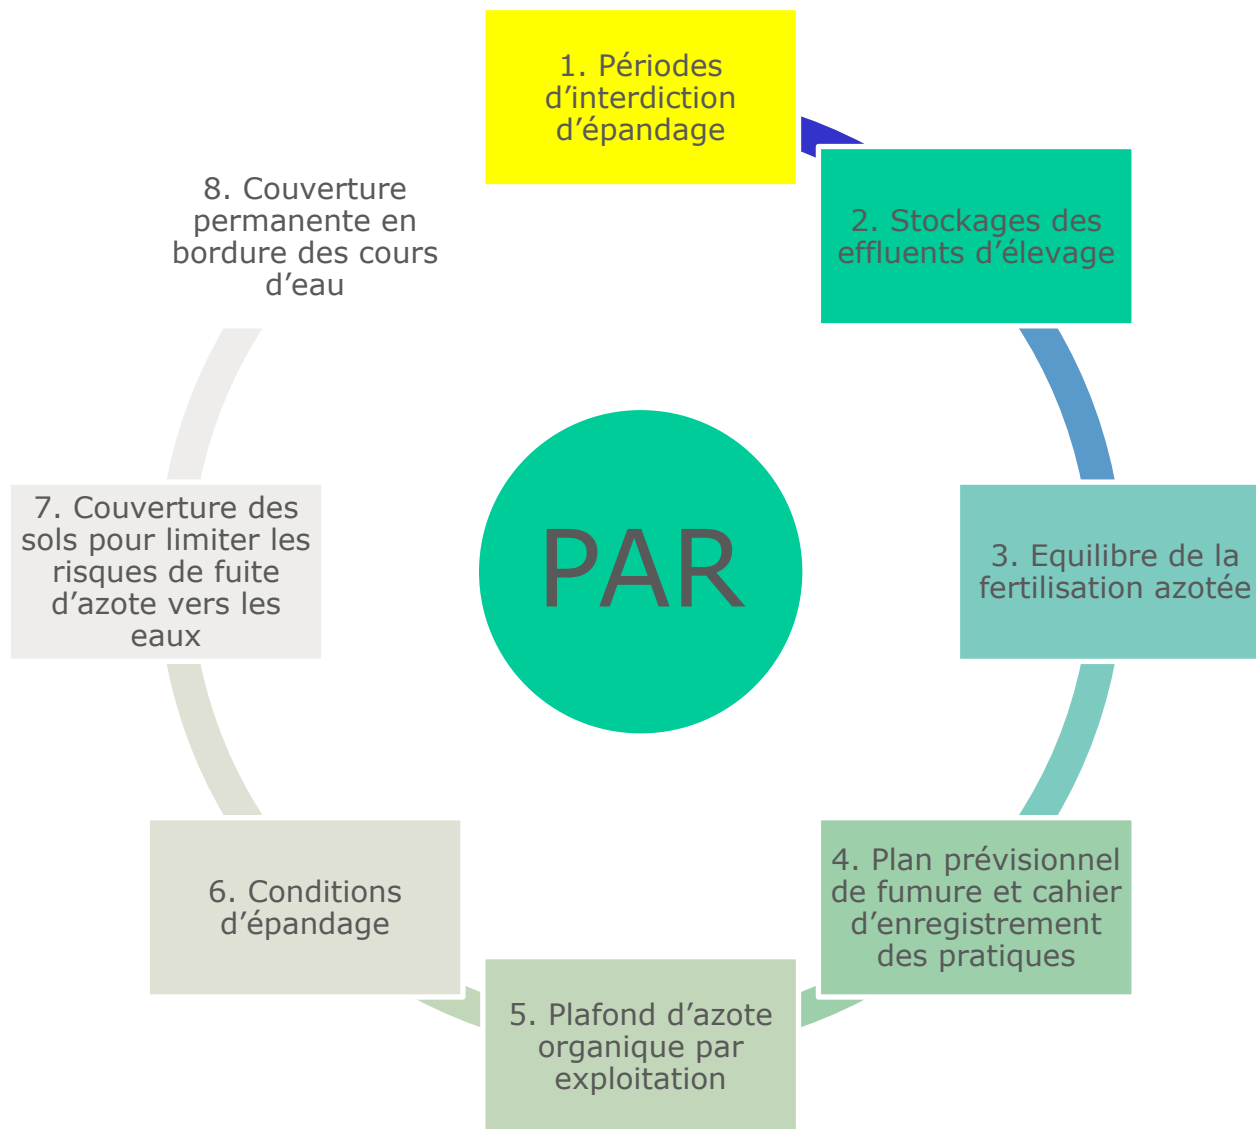 1. Périodes
d’interdiction
d’épandage
2. Stockages des
effluents d’élevage
3. Equilibre de la
fertilisation azotée
4. Plan prévisionnel
de fumure et cahier
d’enregistrement
des pratiques
5. Plafond d’azote
organique par
exploitation
6. Conditions
d’épandage
7. Couverture des
sols pour limiter les
risques de fuite
d’azote vers les
eaux
8. Couverture
permanente en
bordure des cours
d’eau
PAR